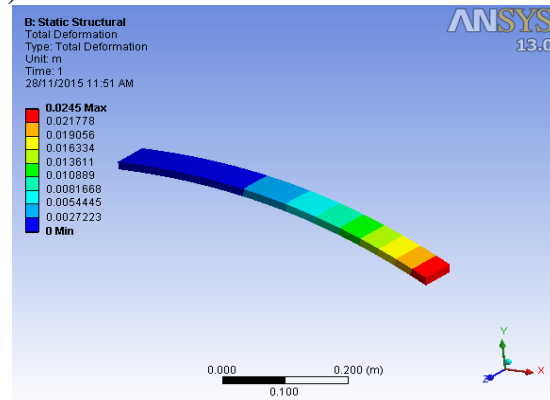 )
B: Static Structural
Total Deformation
Type: Total Deformation
Unit: m
Time: 1
28/11/2015 11:51 AM
ANSYS
13.0
0.0245 Max
0.021778
0.019056
0.016334
0.013611
0.010889
0.0081668
0.0054445
0.0027223
0 Min
Y
Z
X
0.000
0.200 (m)
0.100